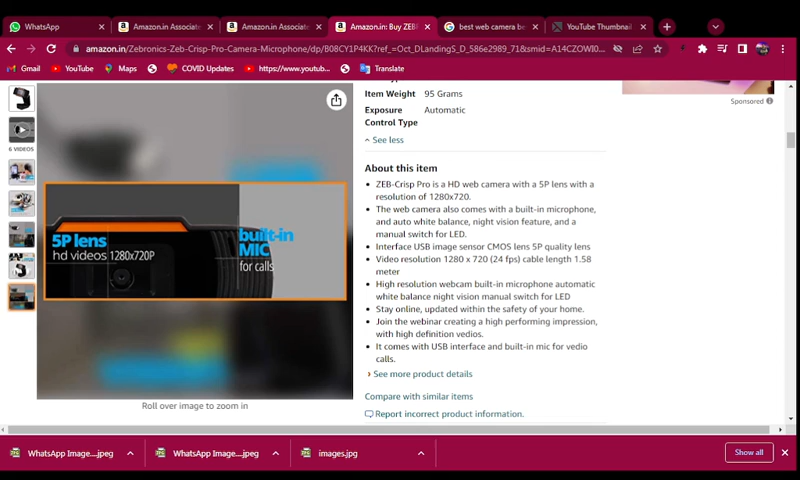 WhatsApp
Amazon.in Associate
Amazon.in Associate
Amazon.in: Buy ZEB
best web camera be
YouTube Thumbnail
amazon.in/Zebronics-Zeb-Crisp-Pro-Camera-Microphone/dp/B08CY1P4KK?ref_=Oct_DLandingS_D_586e2989_71&smid=A14CZOWI0...
Gmail
YouTube
Maps
COVID Updates
https://www.youtub...
Translate
Item Weight 95 Grams
Exposure Automatic
Control Type
See less
Sponsored
6 VIDEOS
About this item
ZEB-Crisp Pro is a HD web camera with a 5P lens with a
resolution of 1280x720.
The web camera also comes with a built-in microphone,
and auto white balance, night vision feature, and a
manual switch for LED.
Interface USB image sensor CMOS lens 5P quality lens
Video resolution 1280 x 720 (24 fps) cable length 1.58
meter
High resolution webcam built-in microphone automatic
white balance night vision manual switch for LED
Stay online, updated within the safety of your home.
Join the webinar creating a high performing impression,
with high definition vedios.
It comes with USB interface and built-in mic for vedio
calls.
See more product details
Compare with similar items
Report incorrect product information.
5P lens
hd videos 1280x720P
built-in
MIC
for calls
Roll over image to zoom in
WhatsApp Image....jpeg
WhatsApp Image....jpeg
images.jpg
Show all